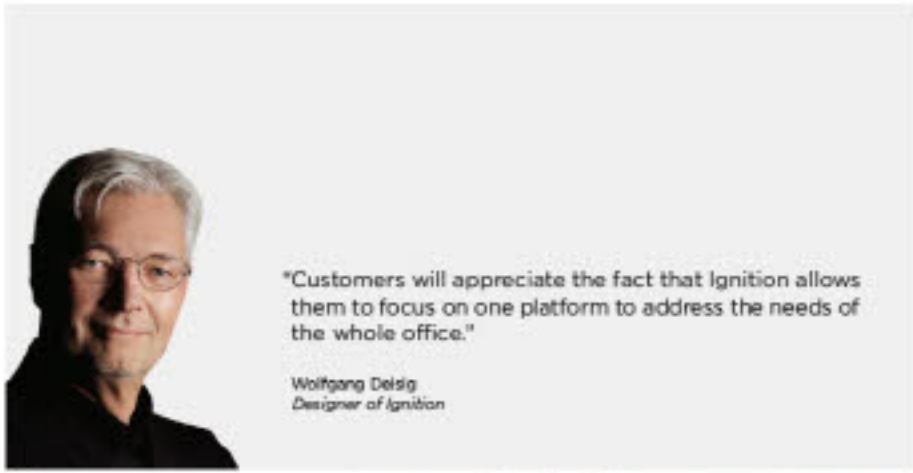 "Customers will appreciate the fact that Ignition allows
them to focus on one platform to address the needs of
the whole office."
Wolfgang Deisig
Designer of Ignition